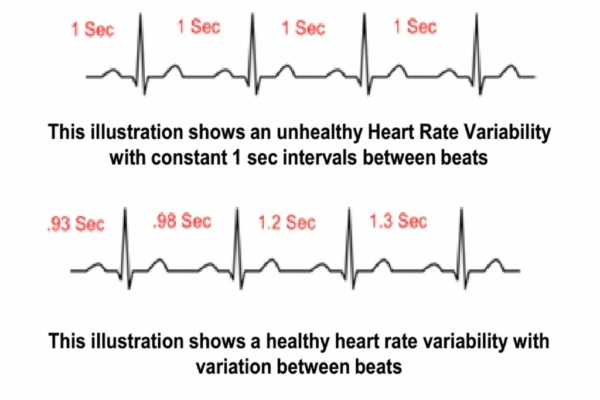 1 Sec 1 Sec 1 Sec 1 Sec
This illustration shows an unhealthy Heart Rate Variability
with constant 1 sec intervals between beats
.93 Sec .98 Sec 1.2 Sec 1.3 Sec
This illustration shows a healthy heart rate variability with
variation between beats